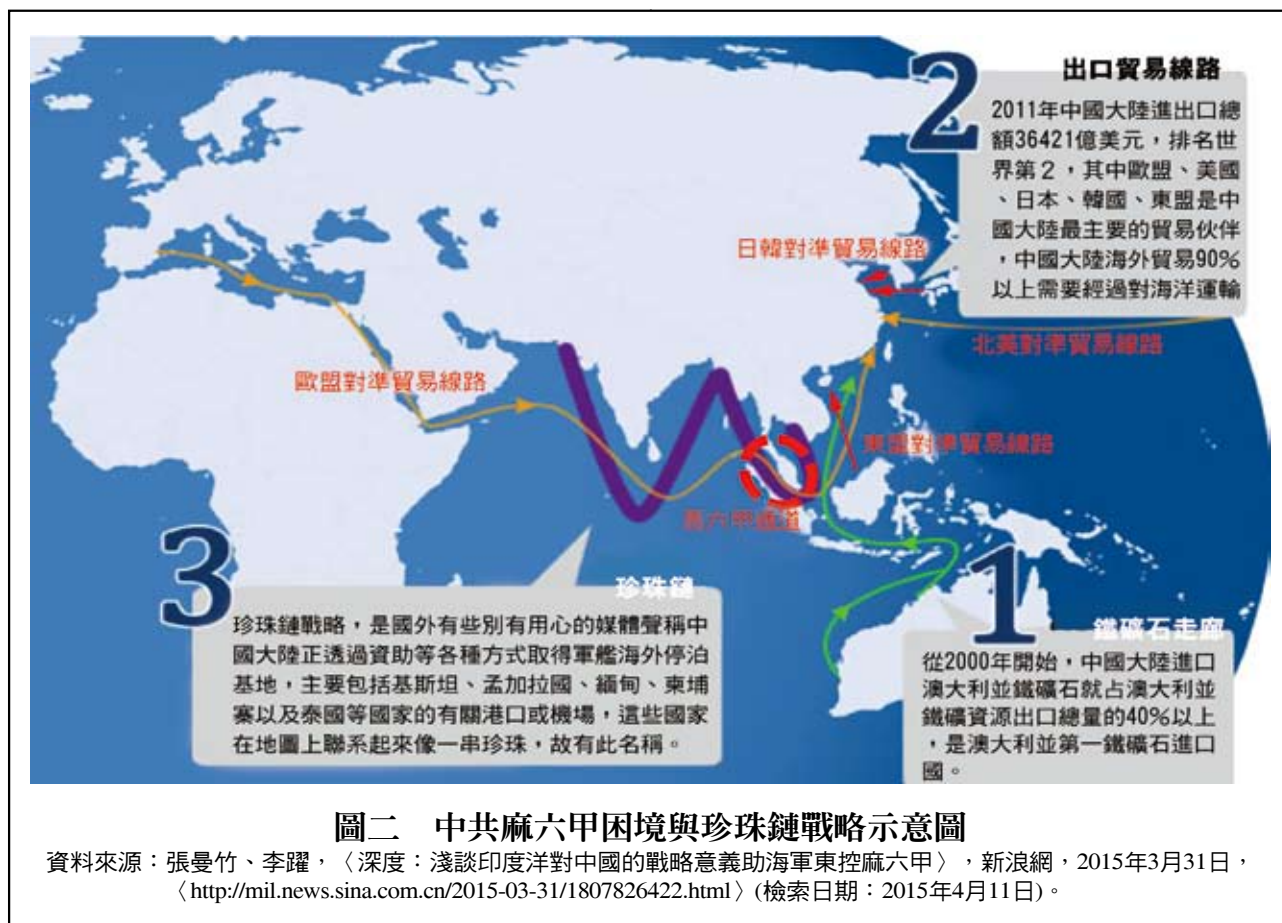 2
出口貿易線路
2011年中國大陸進出口總
額36421億美元，排名世
界第２，其中歐盟、美國
、日本、韓國、東盟是中
國大陸最主要的貿易伙伴
，中國大陸海外貿易90%
以上需要經過對海洋運輸
日韓對準貿易線路
北美對準貿易線路
歐盟對準貿易線路
東盟對準貿易線路
六甲通道
3
珍珠鏈
珍珠鏈戰略，是國外有些別有用心的媒體聲稱中
國大陸正透過資助等各種方式取得軍艦海外停泊
基地，主要包括基斯坦、孟加拉國、緬甸、柬埔
寨以及泰國等國家的有關港口或機場，這些國家
在地圖上聯系起來像一串珍珠，故有此名稱。
1
鐵礦石走廊
從2000年開始，中國大陸進口
澳大利並鐵礦石就占澳大利並
鐵礦資源出口總量的40%以上
，是澳大利並第一鐵礦石進口
國。
圖二　中共麻六甲困境與珍珠鏈戰略示意圖
資料來源：張曼竹、李躍，〈深度：淺談印度洋對中國的戰略意義助海軍東控麻六甲〉，新浪網，2015年3月31日，
〈http://mil.news.sina.com.cn/2015-03-31/1807826422.html〉(檢索日期：2015年4月11日)。